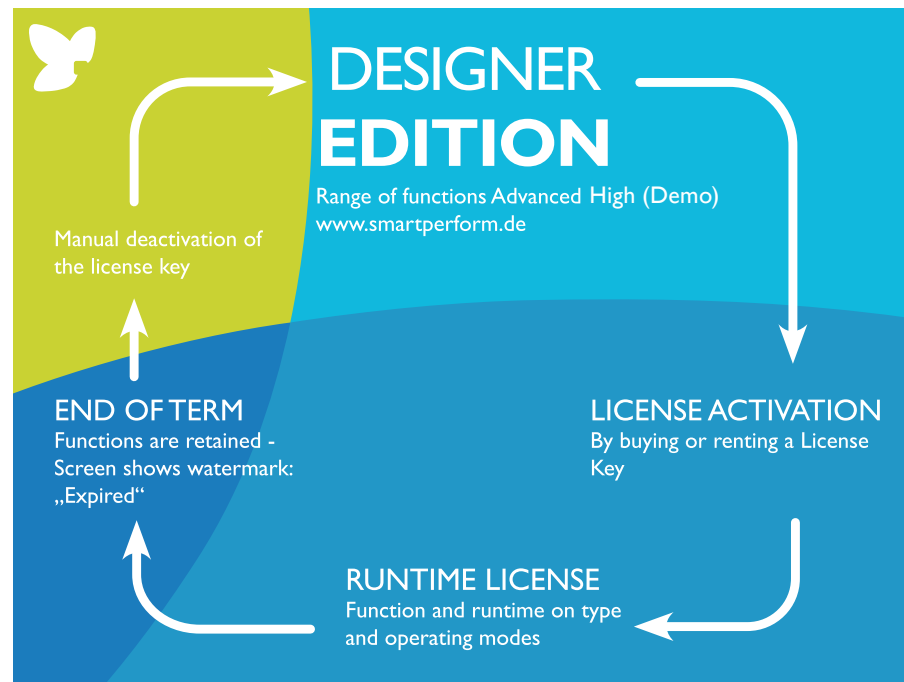 DESIGNER
EDITION
Range of functions Advanced High (Demo)
www.smartperform.de
Manual deactivation of
the license key
END OF TERM
Functions are retained -
Screen shows watermark:
„Expired“
LICENSE ACTIVATION
By buying or renting a License
Key
RUNTIME LICENSE
Function and runtime on type
and operating modes